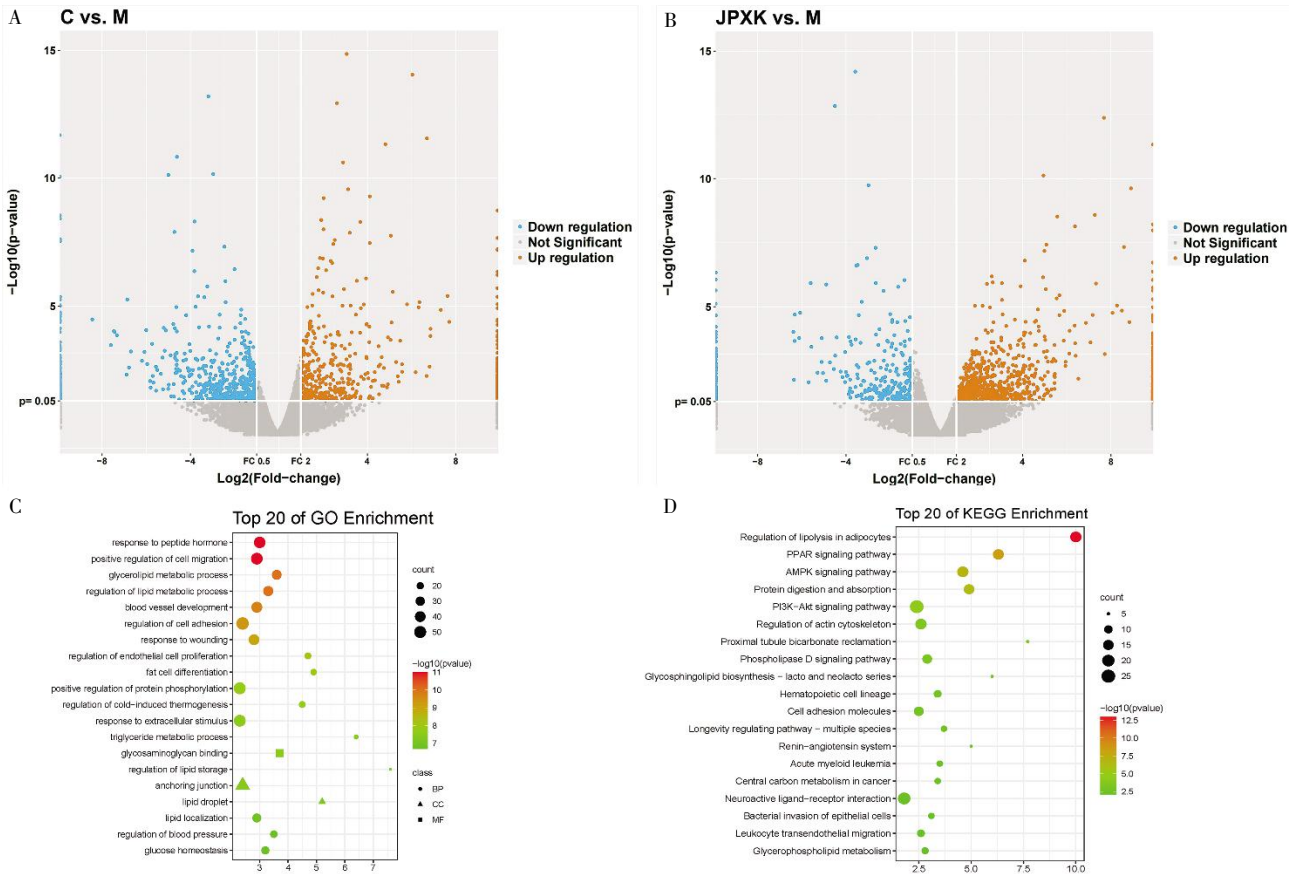 A
C vs. M
15
10
5
p= 0.05
−Log10(p−value)
−8
−4
FC 0.5
FC 2
4
8
Log2(Fold−change)
Down regulation
Not Significant
Up regulation
B
JPXK vs. M
15
10
5
p= 0.05
−Log10(p−value)
−8
−4
FC 0.5
FC 2
4
8
Log2(Fold−change)
Down regulation
Not Significant
Up regulation
C
Top 20 of GO Enrichment
response to peptide hormone
positive regulation of cell migration
glycerolipid metabolic process
regulation of lipid metabolic process
blood vessel development
regulation of cell adhesion
response to wounding
regulation of endothelial cell proliferation
fat cell differentiation
positive regulation of protein phosphorylation
regulation of cold−induced thermogenesis
response to extracellular stimulus
triglyceride metabolic process
glycosaminoglycan binding
regulation of lipid storage
anchoring junction
lipid droplet
lipid localization
regulation of blood pressure
glucose homeostasis
3 4 5 6 7
count
20
30
40
50
−log10(pvalue)
11
10
9
8
7
class
BP
CC
MF
D
Top 20 of KEGG Enrichment
Regulation of lipolysis in adipocytes
PPAR signaling pathway
AMPK signaling pathway
Protein digestion and absorption
PI3K−Akt signaling pathway
Regulation of actin cytoskeleton
Proximal tubule bicarbonate reclamation
Phospholipase D signaling pathway
Glycosphingolipid biosynthesis − lacto and neolacto series
Hematopoietic cell lineage
Cell adhesion molecules
Longevity regulating pathway − multiple species
Renin−angiotensin system
Acute myeloid leukemia
Central carbon metabolism in cancer
Neuroactive ligand−receptor interaction
Bacterial invasion of epithelial cells
Leukocyte transendothelial migration
Glycerophospholipid metabolism
2.5 5.0 7.5 10.0
count
5
10
15
20
25
−log10(pvalue)
12.5
10.0
7.5
5.0
2.5